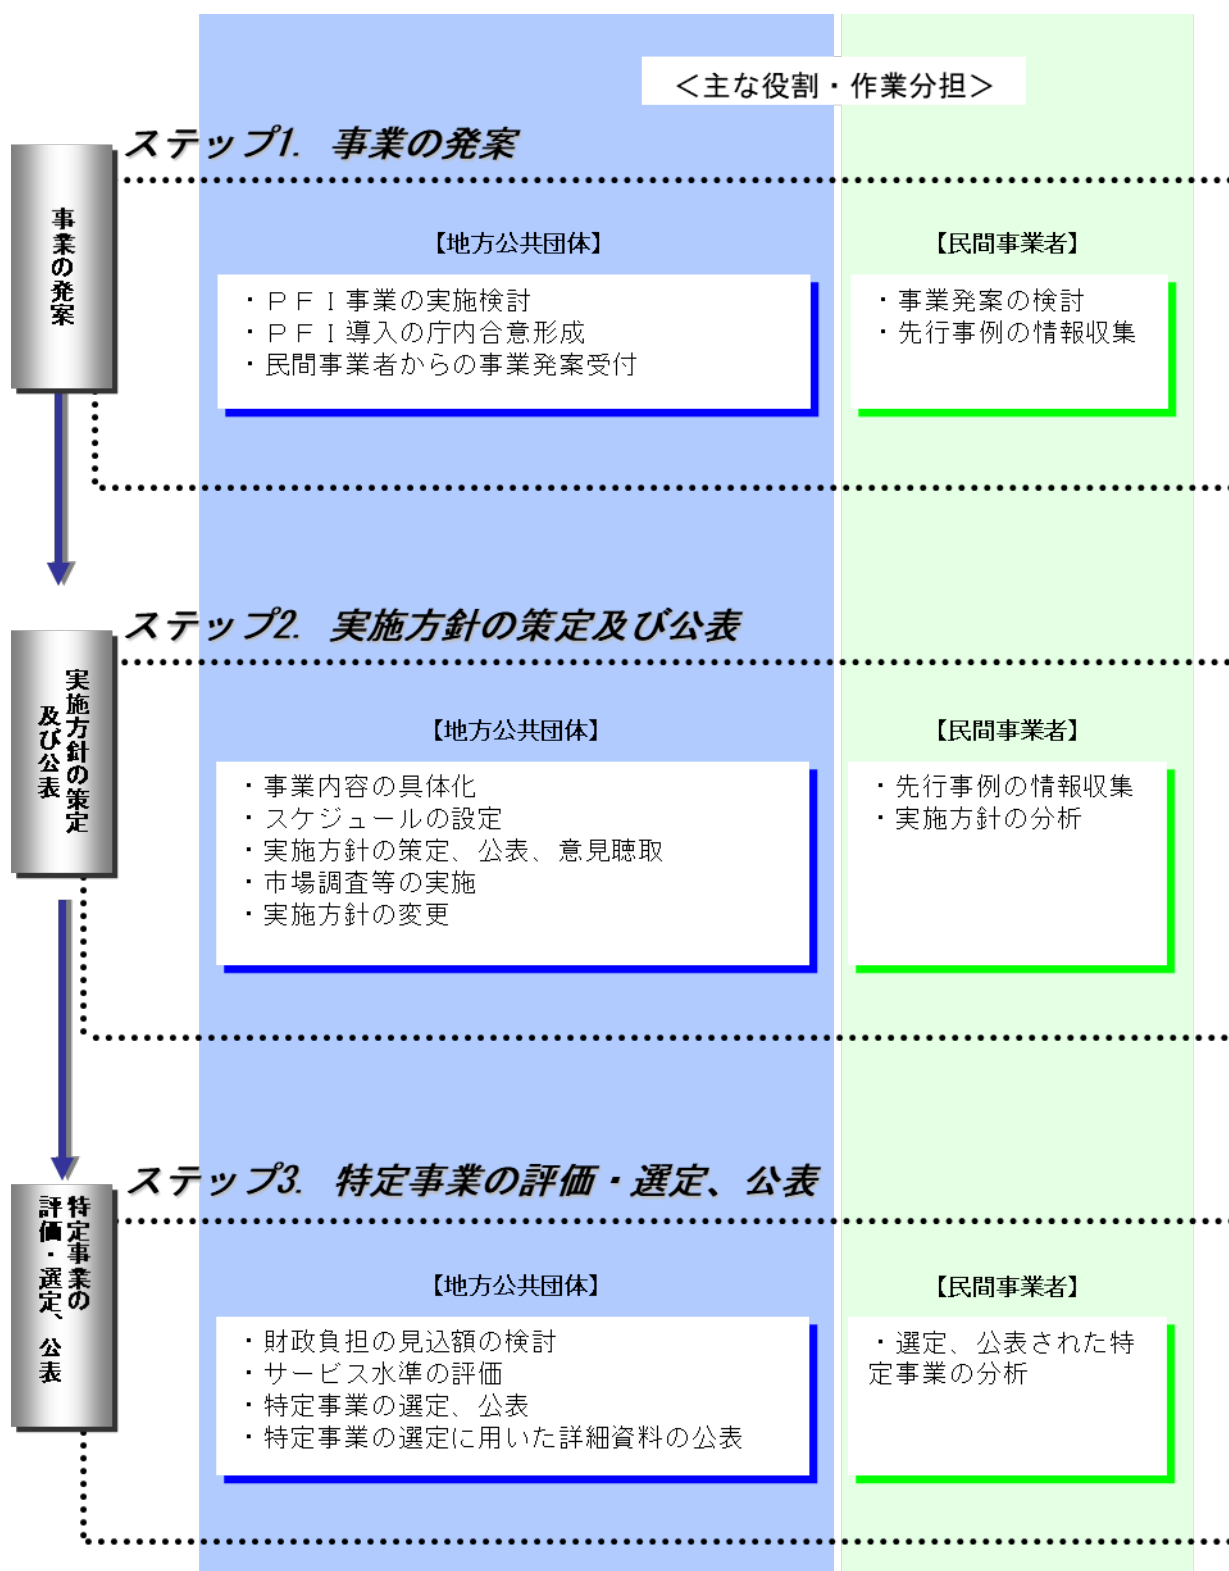 ＜主な役割・作業分担＞
ステップ1. 事業の発案
事業の発案
【地方公共団体】
・ＰＦＩ事業の実施検討
・ＰＦＩ導入の庁内合意形成
・民間事業者からの事業発案受付
【民間事業者】
・事業発案の検討
・先行事例の情報収集
ステップ2. 実施方針の策定及び公表
実施方針の策定
及び公表
【地方公共団体】
・事業内容の具体化
・スケジュールの設定
・実施方針の策定、公表、意見聴取
・市場調査等の実施
・実施方針の変更
【民間事業者】
・先行事例の情報収集
・実施方針の分析
ステップ3. 特定事業の評価・選定、公表
特定事業の
評価・選定、公表
【地方公共団体】
・財政負担の見込額の検討
・サービス水準の評価
・特定事業の選定、公表
・特定事業の選定に用いた詳細資料の公表
【民間事業者】
・選定、公表された特
定事業の分析